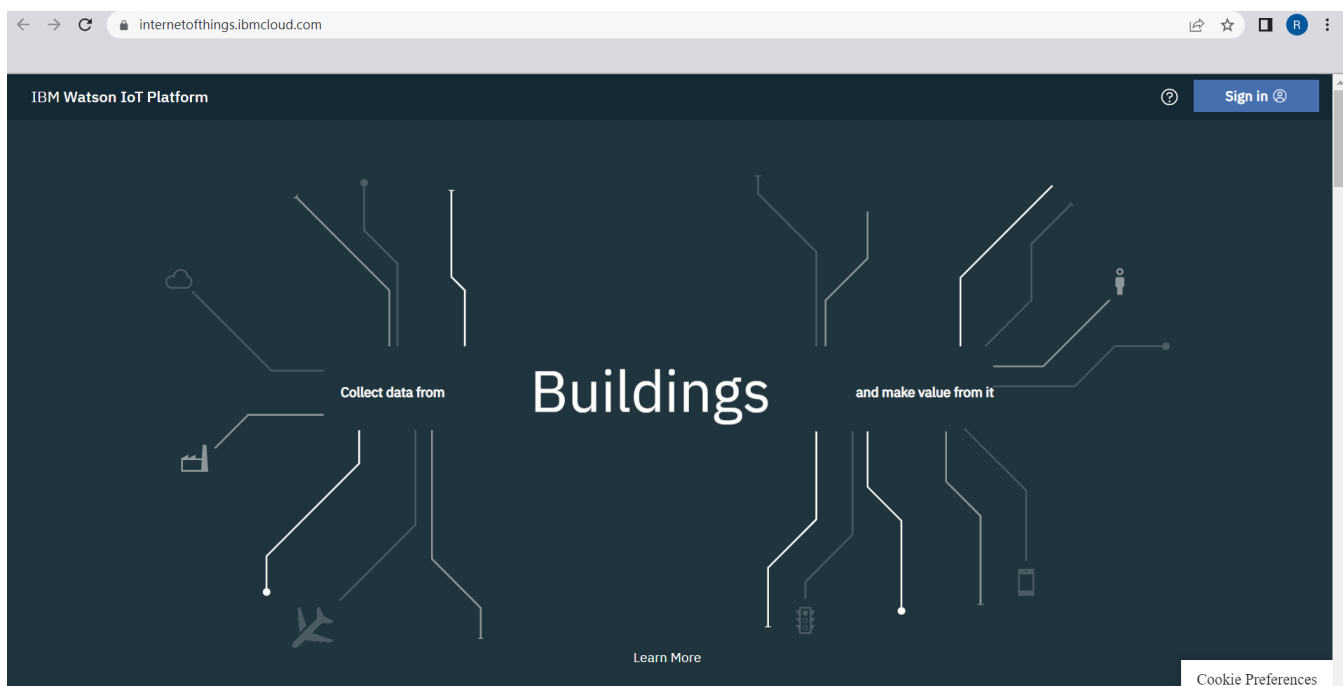 internetofthings.ibmcloud.com
R
IBM Watson IoT Platform
Sign in
Collect data from
Buildings
and make value from it
Learn More
Cookie Preferences